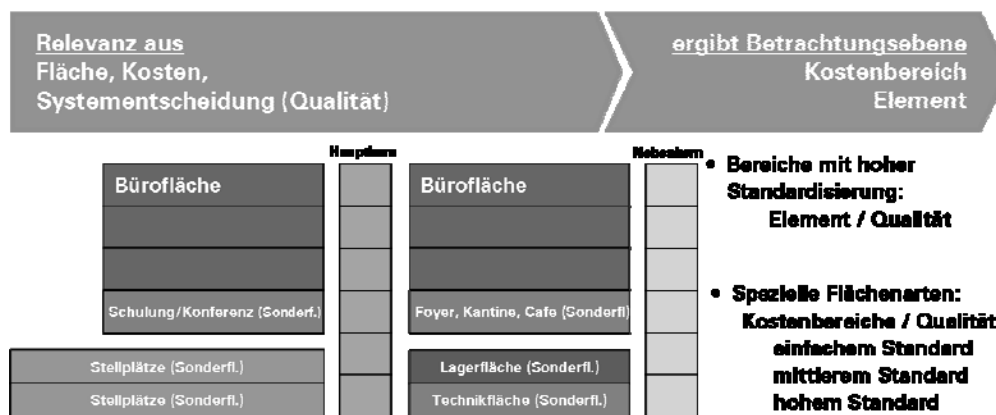 Relevanz aus
Fläche, Kosten,
Systementscheidung (Qualität)
ergibt Betrachtungsebene
Kostenbereich
Element
Hauptkern
Nebenkern
Bürofläche
Bürofläche
Schulung/Konferenz (Sonderf.)
Foyer, Kantine, Cafe (Sonderfl)
Stellplätze (Sonderfl.)
Lagerfläche (Sonderfl.)
Stellplätze (Sonderfl.)
Technikfläche (Sonderfl.)
• Bereiche mit hoher
Standardisierung:
Element / Qualität
• Spezielle Flächenarten:
Kostenbereiche / Qualität
einfachem Standard
mittlerem Standard
hohem Standard